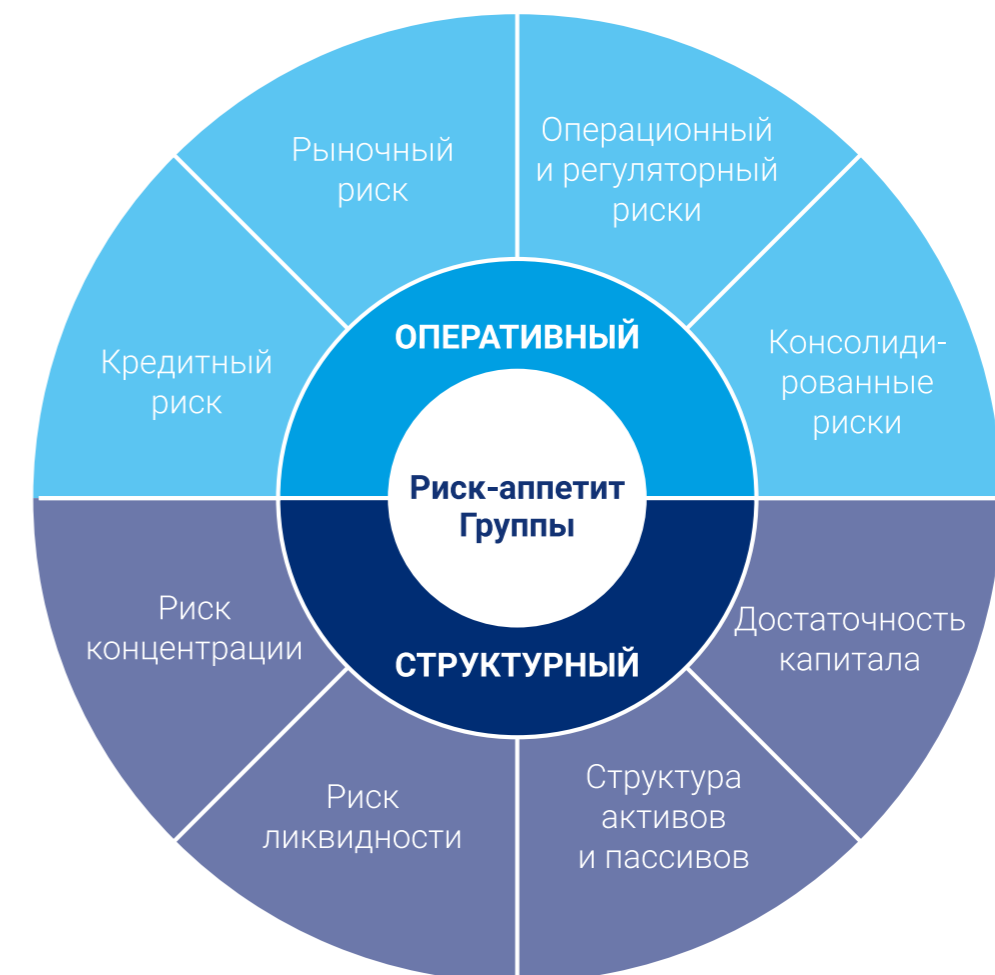 Рыночный
риск
Операционный
и регуляторный
риски
Кредитный
риск
ОПЕРАТИВНЫЙ
Консолиди-
рованные
риски
Риск-аппетит
Группы
Риск
концентрации
СТРУКТУРНЫЙ
Достаточность
капитала
Риск
ликвидности
Структура
активов
и пассивов